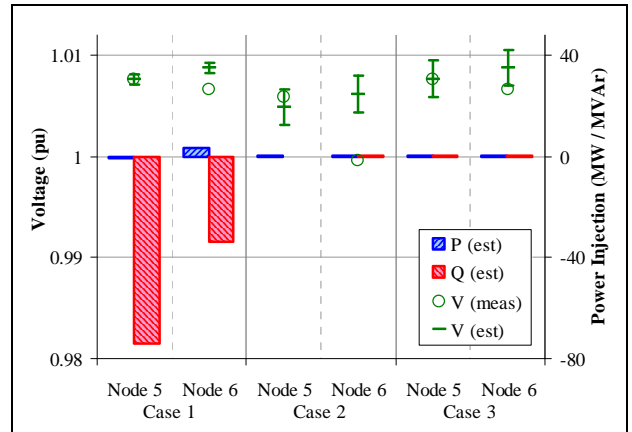 1.01
1
0.99
0.98
Voltage (pu)
40
0
-40
-80
Power Injection (MW / MVAr)
P (est)
Q (est)
V (meas)
V (est)
Node 5 Node 6 Node 5 Node 6 Node 5 Node 6
Case 1 Case 2 Case 3